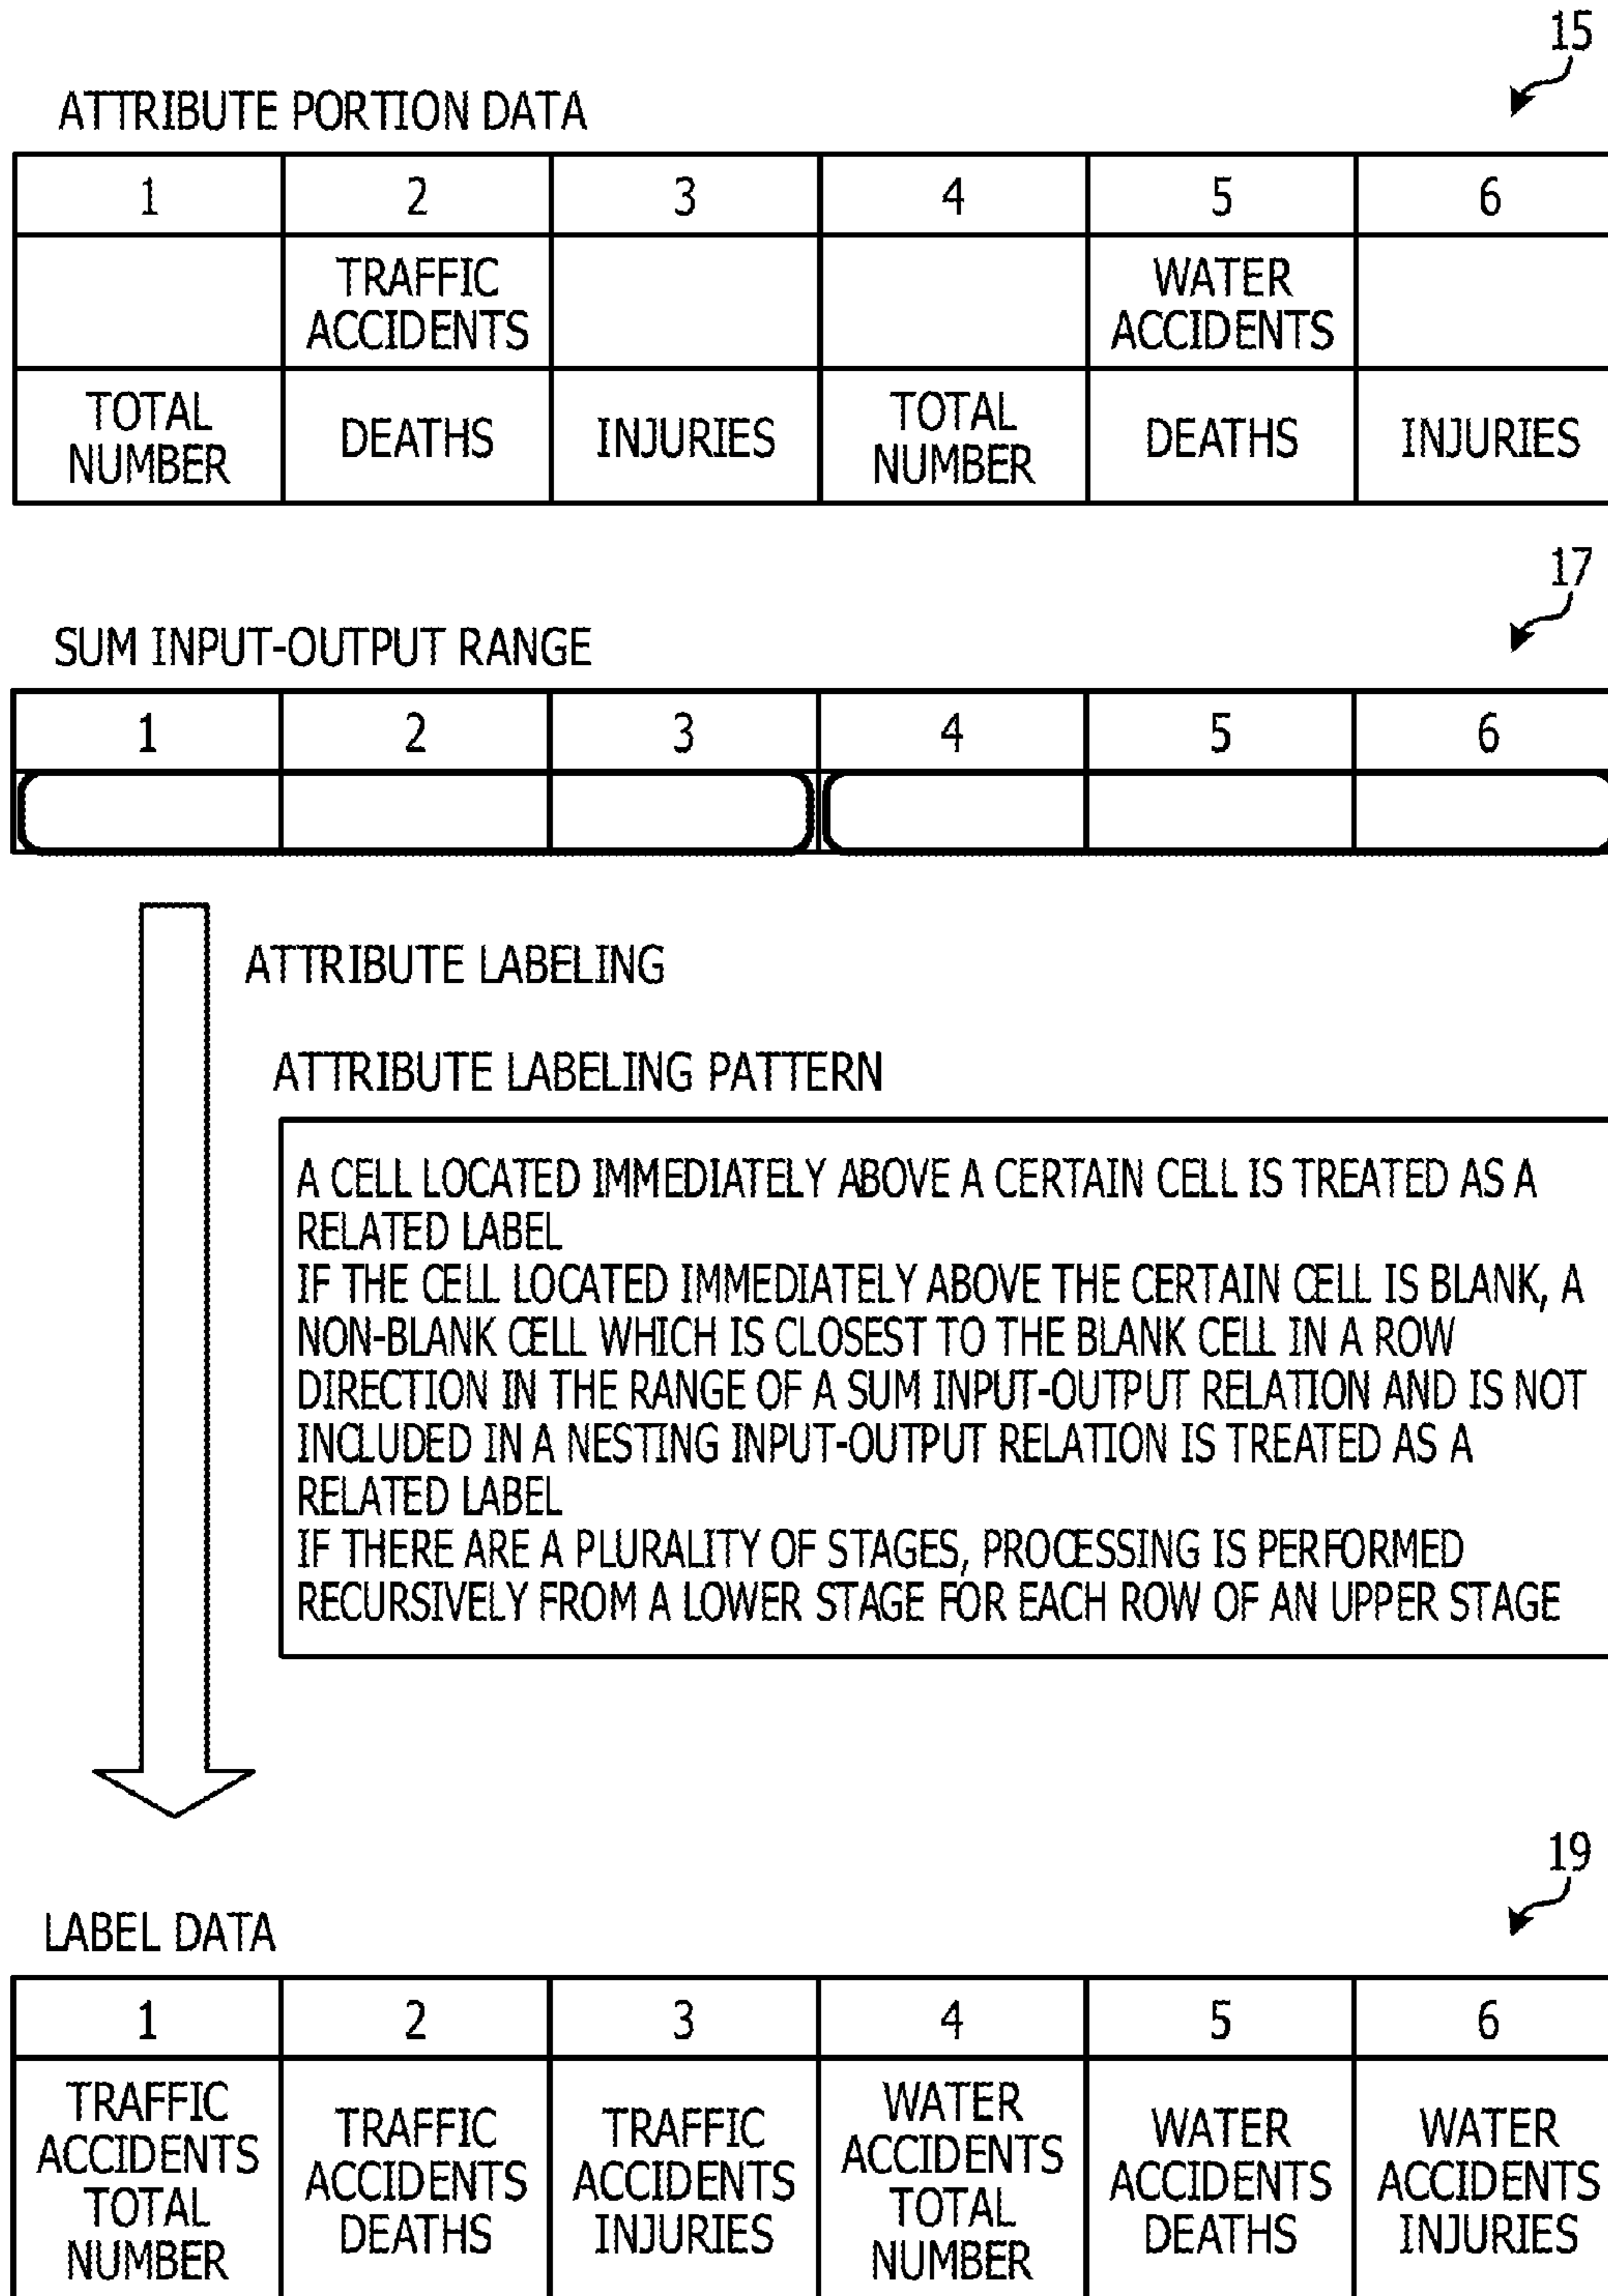 15
ATTRIBUTE PORTION DATA
1 2 3 4 5 6
TRAFFIC ACCIDENTS WATER ACCIDENTS
TOTAL NUMBER DEATHS INJURIES TOTAL NUMBER DEATHS INJURIES
17
SUM INPUT-OUTPUT RANGE
1 2 3 4 5 6
ATTRIBUTE LABELING
ATTRIBUTE LABELING PATTERN
A CELL LOCATED IMMEDIATELY ABOVE A CERTAIN CELL IS TREATED AS A
RELATED LABEL
IF THE CELL LOCATED IMMEDIATELY ABOVE THE CERTAIN CELL IS BLANK, A
NON-BLANK CELL WHICH IS CLOSEST TO THE BLANK CELL IN A ROW
DIRECTION IN THE RANGE OF A SUM INPUT-OUTPUT RELATION AND IS NOT
INCLUDED IN A NESTING INPUT-OUTPUT RELATION IS TREATED AS A
RELATED LABEL
IF THERE ARE A PLURALITY OF STAGES, PROCESSING IS PERFORMED
RECURSIVELY FROM A LOWER STAGE FOR EACH ROW OF AN UPPER STAGE
19
LABEL DATA
1 2 3 4 5 6
TRAFFIC ACCIDENTS TOTAL NUMBER TRAFFIC ACCIDENTS DEATHS TRAFFIC ACCIDENTS INJURIES WATER ACCIDENTS TOTAL NUMBER WATER ACCIDENTS DEATHS WATER ACCIDENTS INJURIES